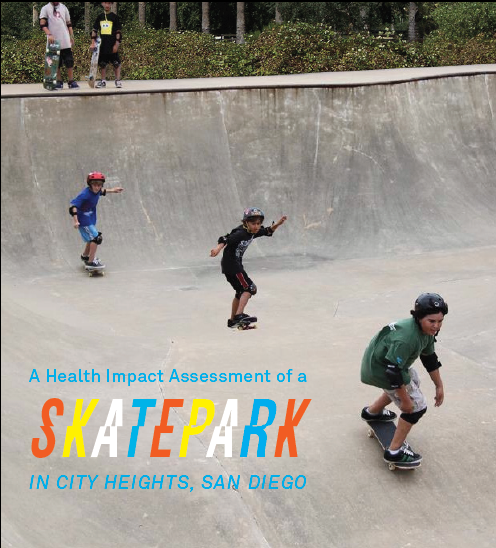 A Health Impact Assessment of a
SKATEPARK
IN CITY HEIGHTS, SAN DIEGO